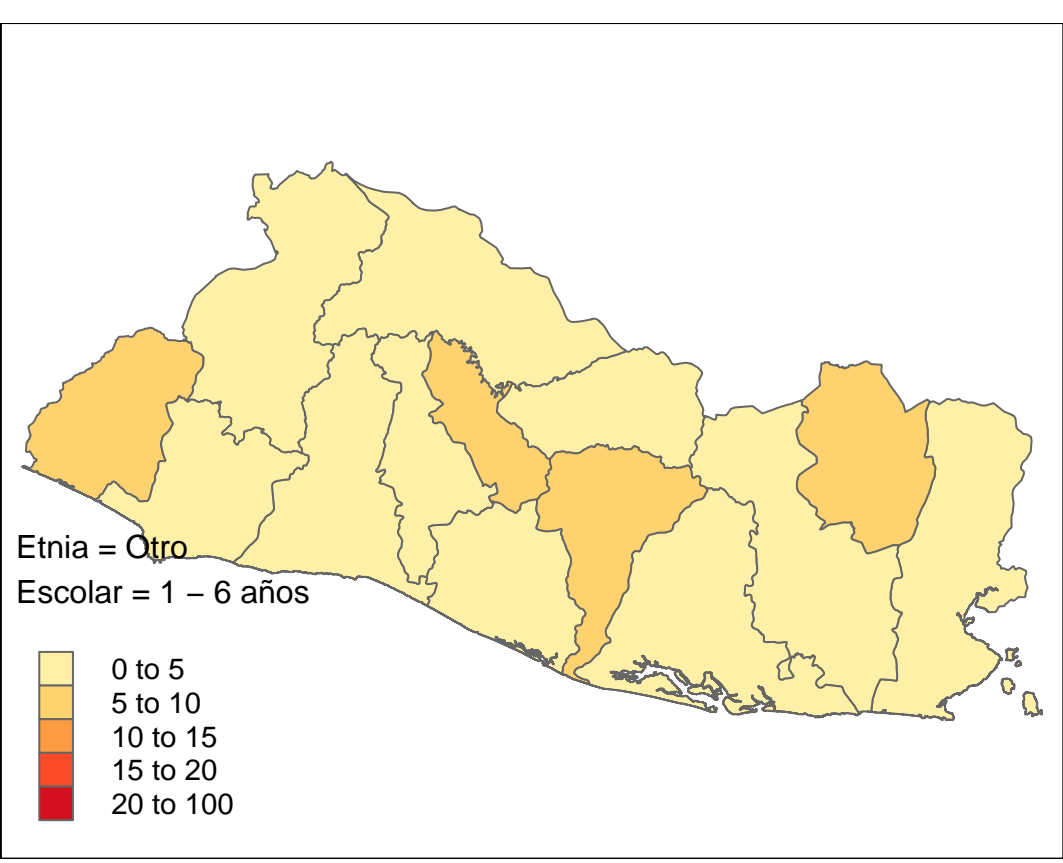 Etnia = Otro
Escolar = 1 – 6 años
0 to 5
5 to 10
10 to 15
15 to 20
20 to 100